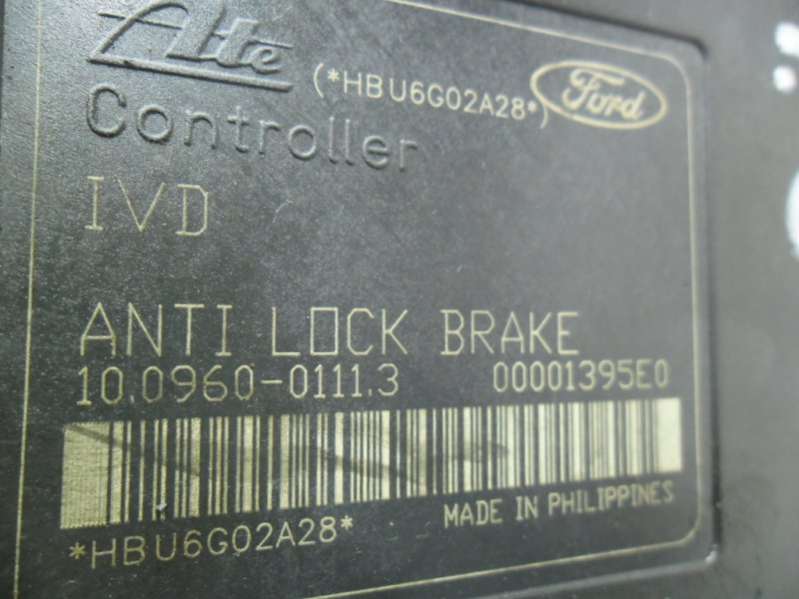 Ate
(*HBU6G02A28*) Ford
Controller
IVD
ANTI LOCK BRAKE
10.0960-0111.3 00001395E0
*HBU6G02A28* MADE IN PHILIPPINES